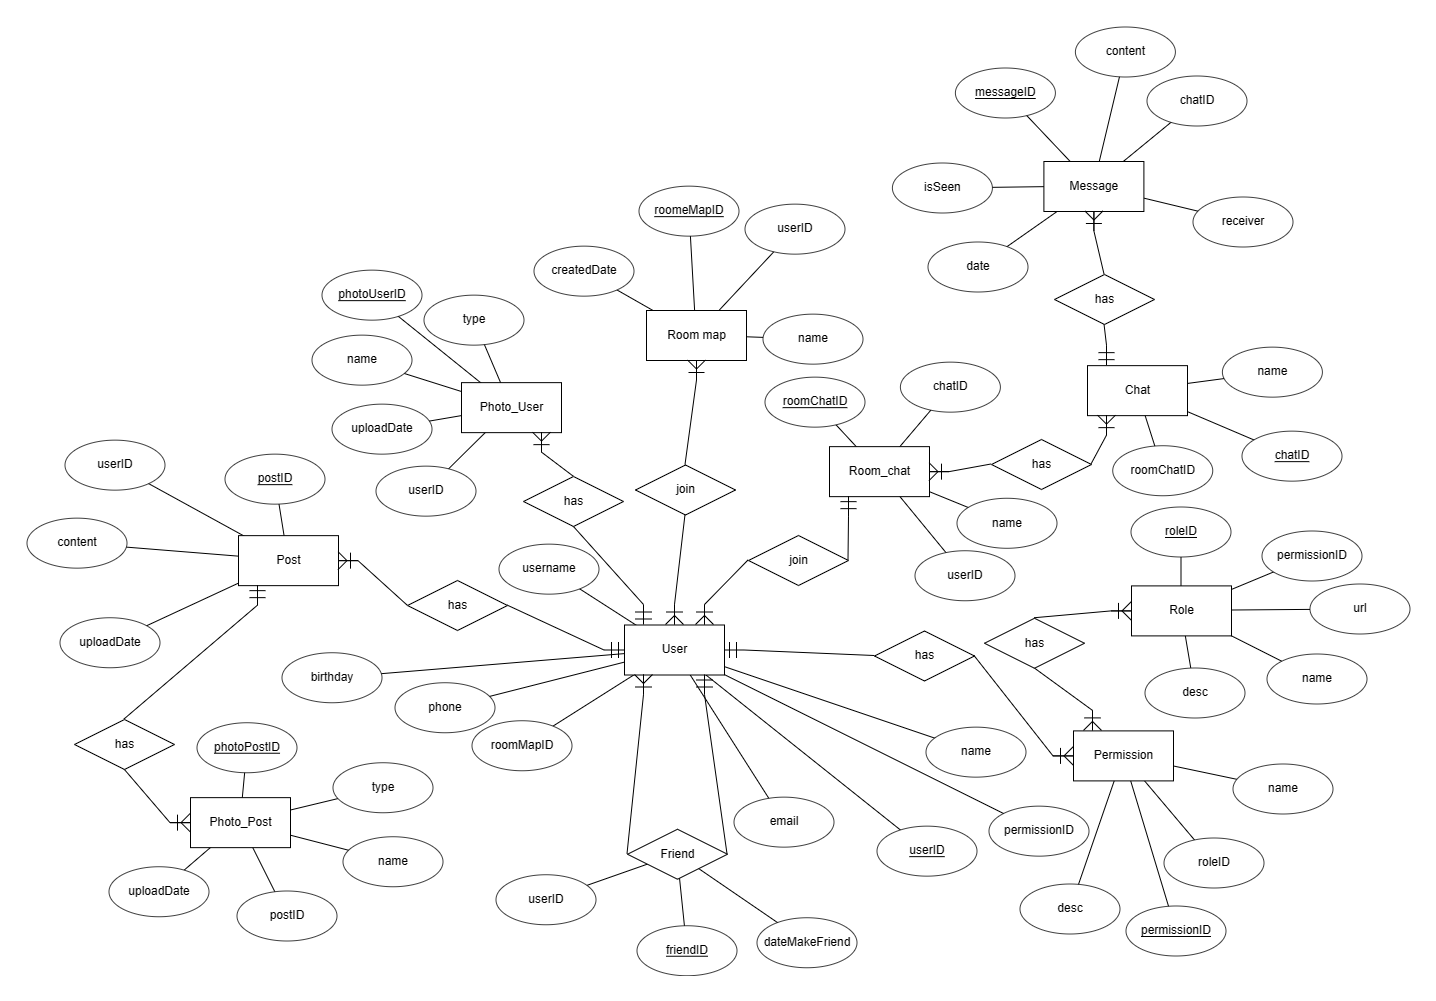 content
messageID
chatID
Message
isSeen
receiver
date
roomeMapID
userID
createdDate
has
photoUserID
type
Room map
name
name
Photo_User
uploadDate
userID
name
Chat
chatID
roomChatID
chatID
roomChatID
Room_chat
has
name
userID
userID
postID
content
Post
uploadDate
has
join
join
username
has
roleID
permissionID
Role
url
name
desc
has
User
has
birthday
phone
roomMapID
name
Permission
name
has
photoPostID
type
Photo_Post
name
uploadDate
postID
email
permissionID
userID
roleID
Friend
userID
friendID
dateMakeFriend
desc
permissionID